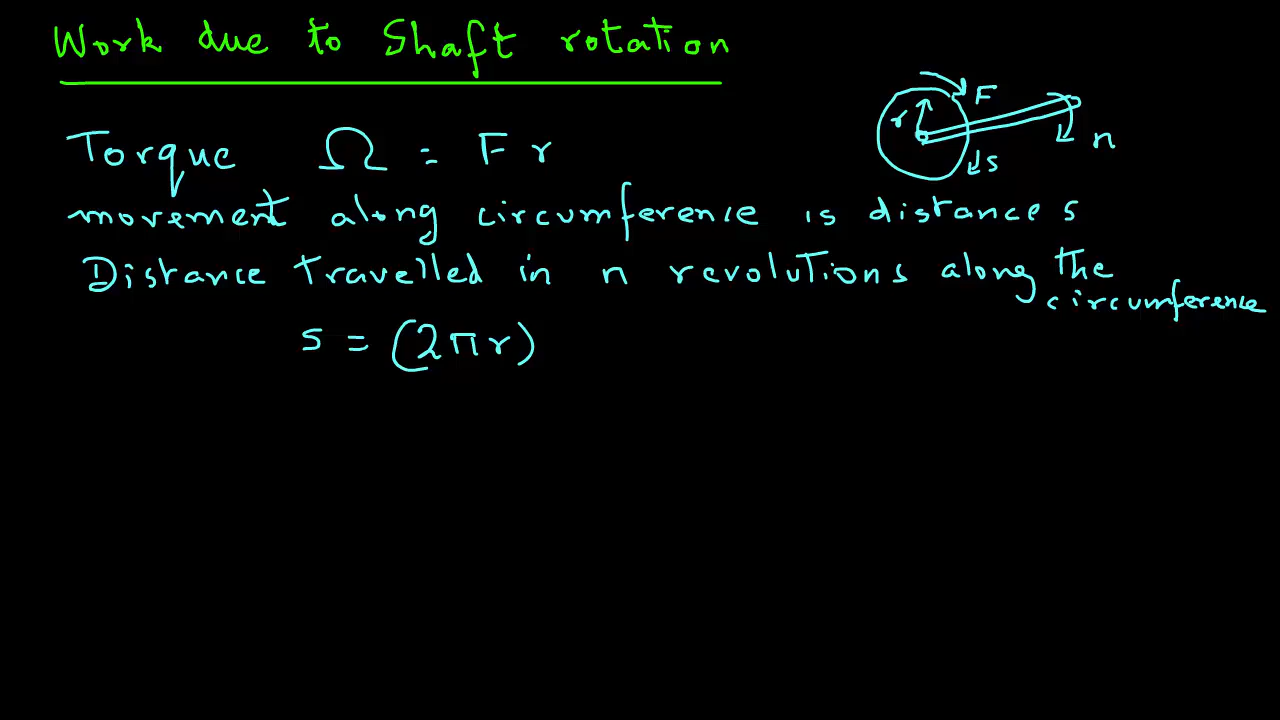 Work due to Shaft rotation
F
r
n
s
Torque Ω = F r
movement along circumference is distance s
Distance Travelled in n revolutions along the
circumference
s = (2πr)